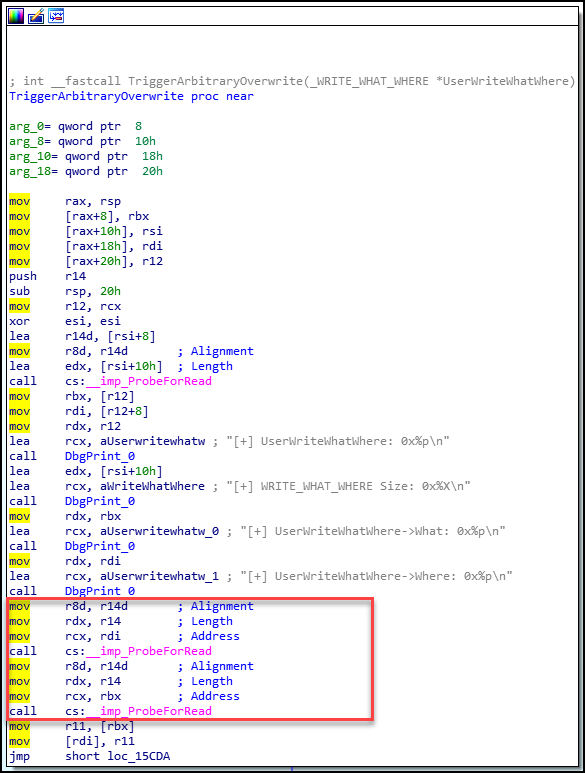 ; int __fastcall TriggerArbitraryOverwrite(_WRITE_WHAT_WHERE *UserWriteWhatWhere)
TriggerArbitraryOverwrite proc near
arg_0= qword ptr  8
arg_8= qword ptr  10h
arg_10= qword ptr  18h
arg_18= qword ptr  20h
mov     rax, rsp
mov     [rax+8], rbx
mov     [rax+10h], rsi
mov     [rax+18h], rdi
mov     [rax+20h], r12
push    r14
sub     rsp, 20h
mov     r12, rcx
xor     esi, esi
lea     r14d, [rsi+8]
mov     r8d, r14d       ; Alignment
lea     edx, [rsi+10h]  ; Length
call    cs:__imp_ProbeForRead
mov     rbx, [r12]
mov     rdi, [r12+8]
mov     rdx, r12
lea     rcx, aUserwritewhatw ; "[+] UserWriteWhatWhere: 0x%p\n"
call    DbgPrint_0
lea     edx, [rsi+10h]
lea     rcx, aWriteWhatWhere ; "[+] WRITE_WHAT_WHERE Size: 0x%X\n"
call    DbgPrint_0
mov     rdx, rbx
lea     rcx, aUserwritewhatw_0 ; "[+] UserWriteWhatWhere->What: 0x%p\n"
call    DbgPrint_0
mov     rdx, rdi
lea     rcx, aUserwritewhatw_1 ; "[+] UserWriteWhatWhere->Where: 0x%p\n"
call    DbgPrint_0
mov     r8d, r14d       ; Alignment
mov     rdx, r14        ; Length
mov     rcx, rdi        ; Address
call    cs:__imp_ProbeForRead
mov     r8d, r14d       ; Alignment
mov     rdx, r14        ; Length
mov     rcx, rbx        ; Address
call    cs:__imp_ProbeForRead
mov     r11, [rbx]
mov     [rdi], r11
jmp     short loc_15CDA